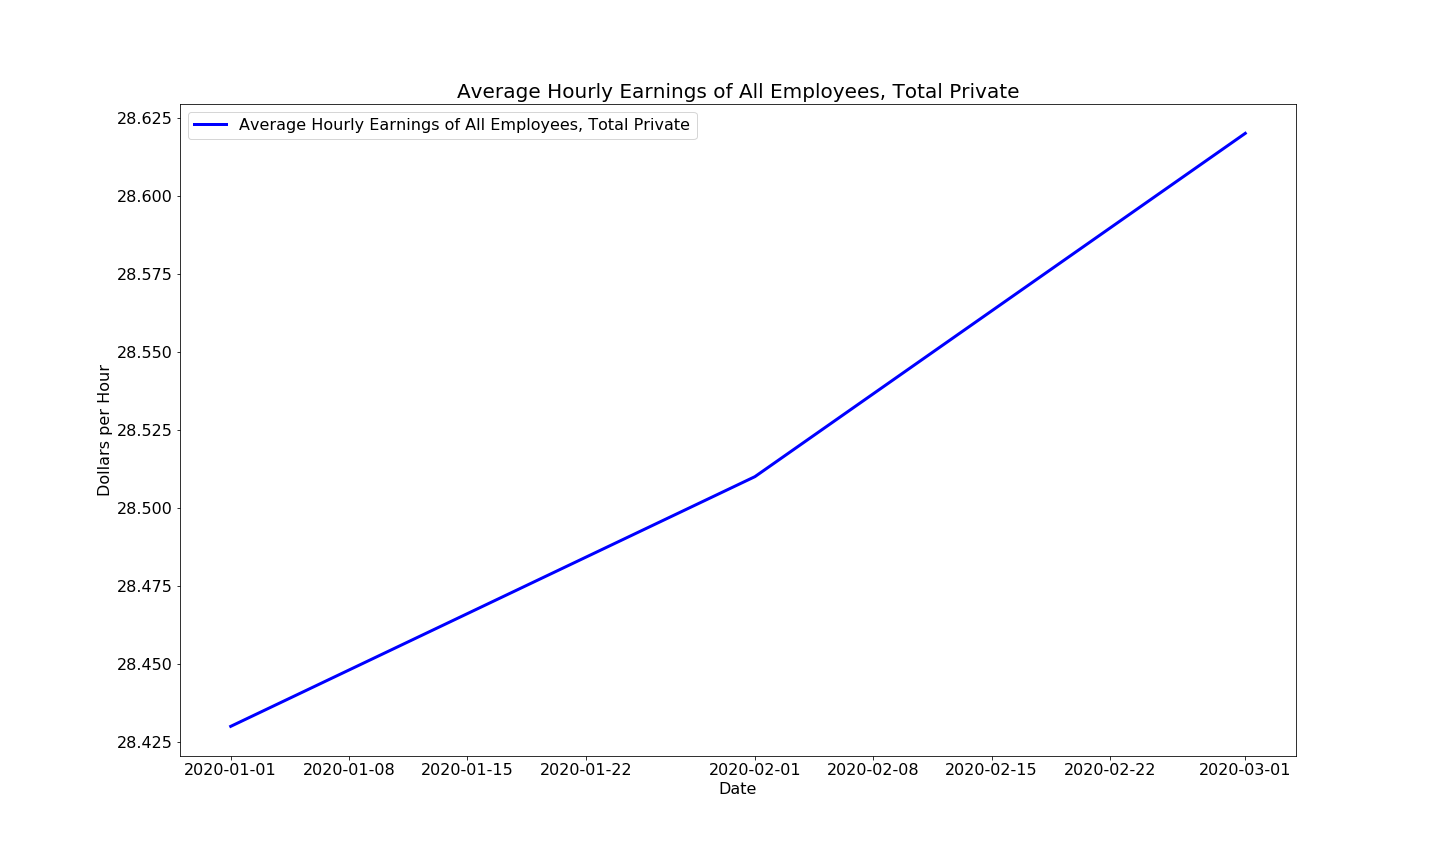 Average Hourly Earnings of All Employees, Total Private
Average Hourly Earnings of All Employees, Total Private
28.625
28.600
28.575
28.550
28.525
28.500
28.475
28.450
28.425
Dollars per Hour
2020-01-01 2020-01-08 2020-01-15 2020-01-22 2020-02-01 2020-02-08 2020-02-15 2020-02-22 2020-03-01
Date